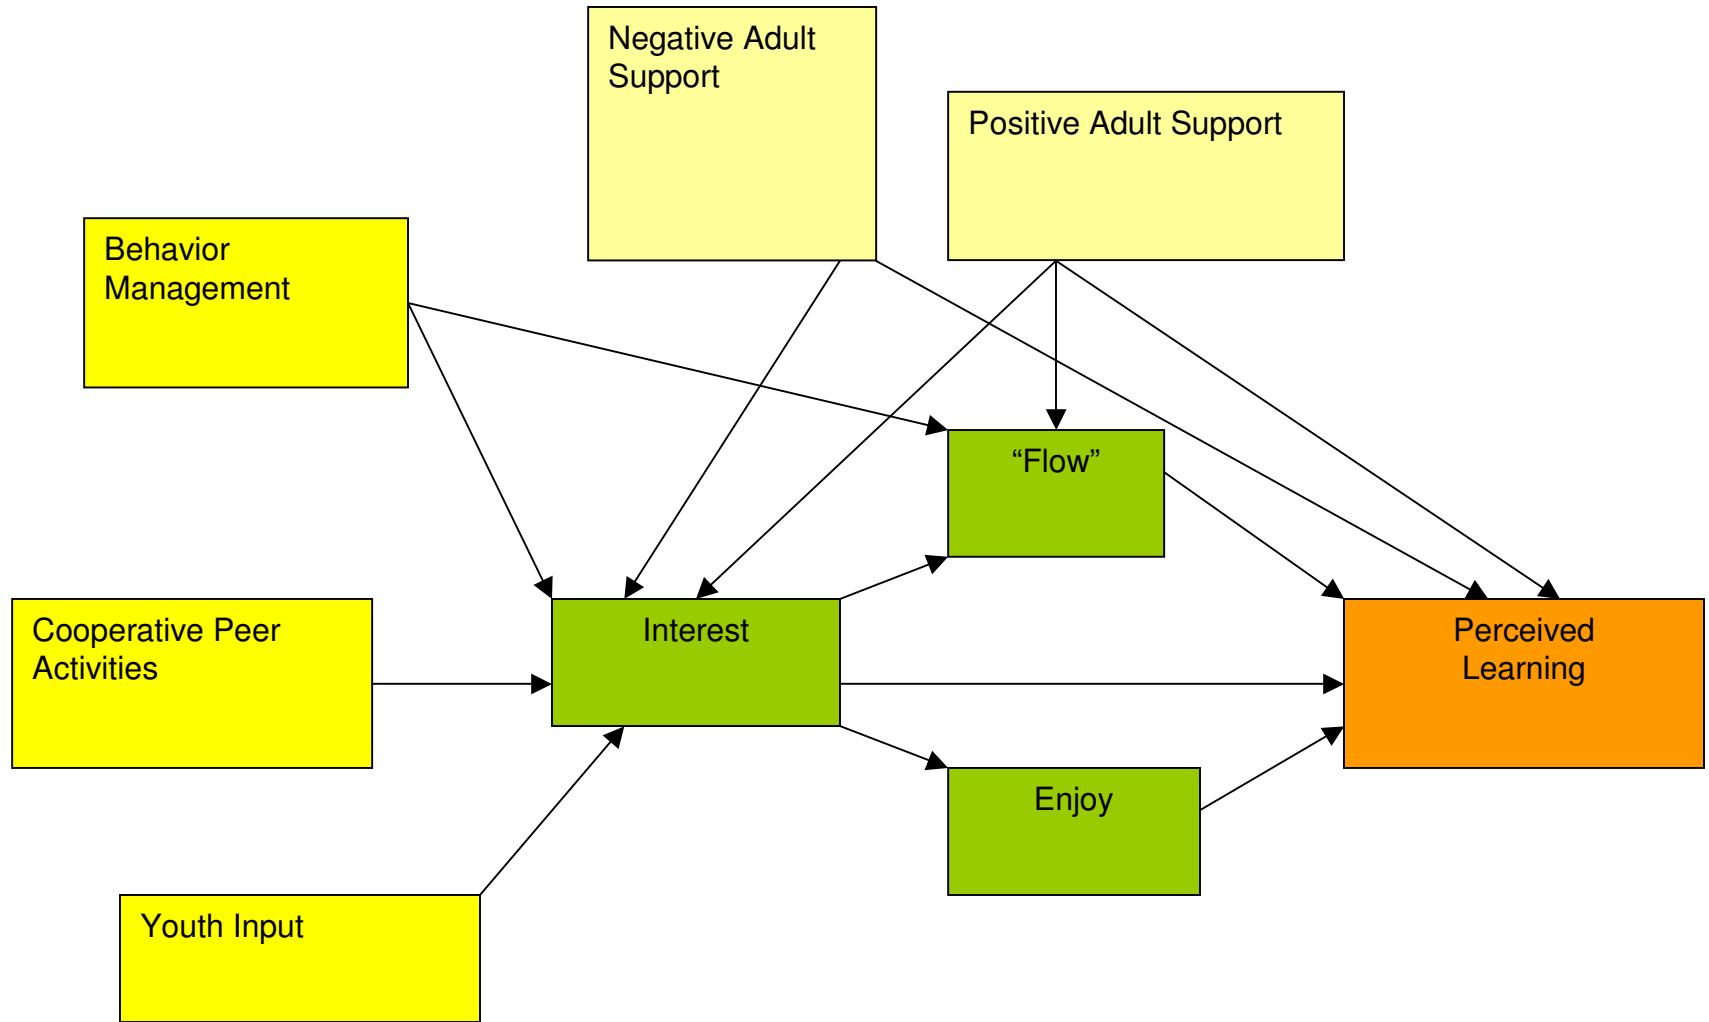 Negative Adult
Support
Positive Adult Support
Behavior
Management
“Flow”
Cooperative Peer
Activities
Interest
Perceived
Learning
Enjoy
Youth Input